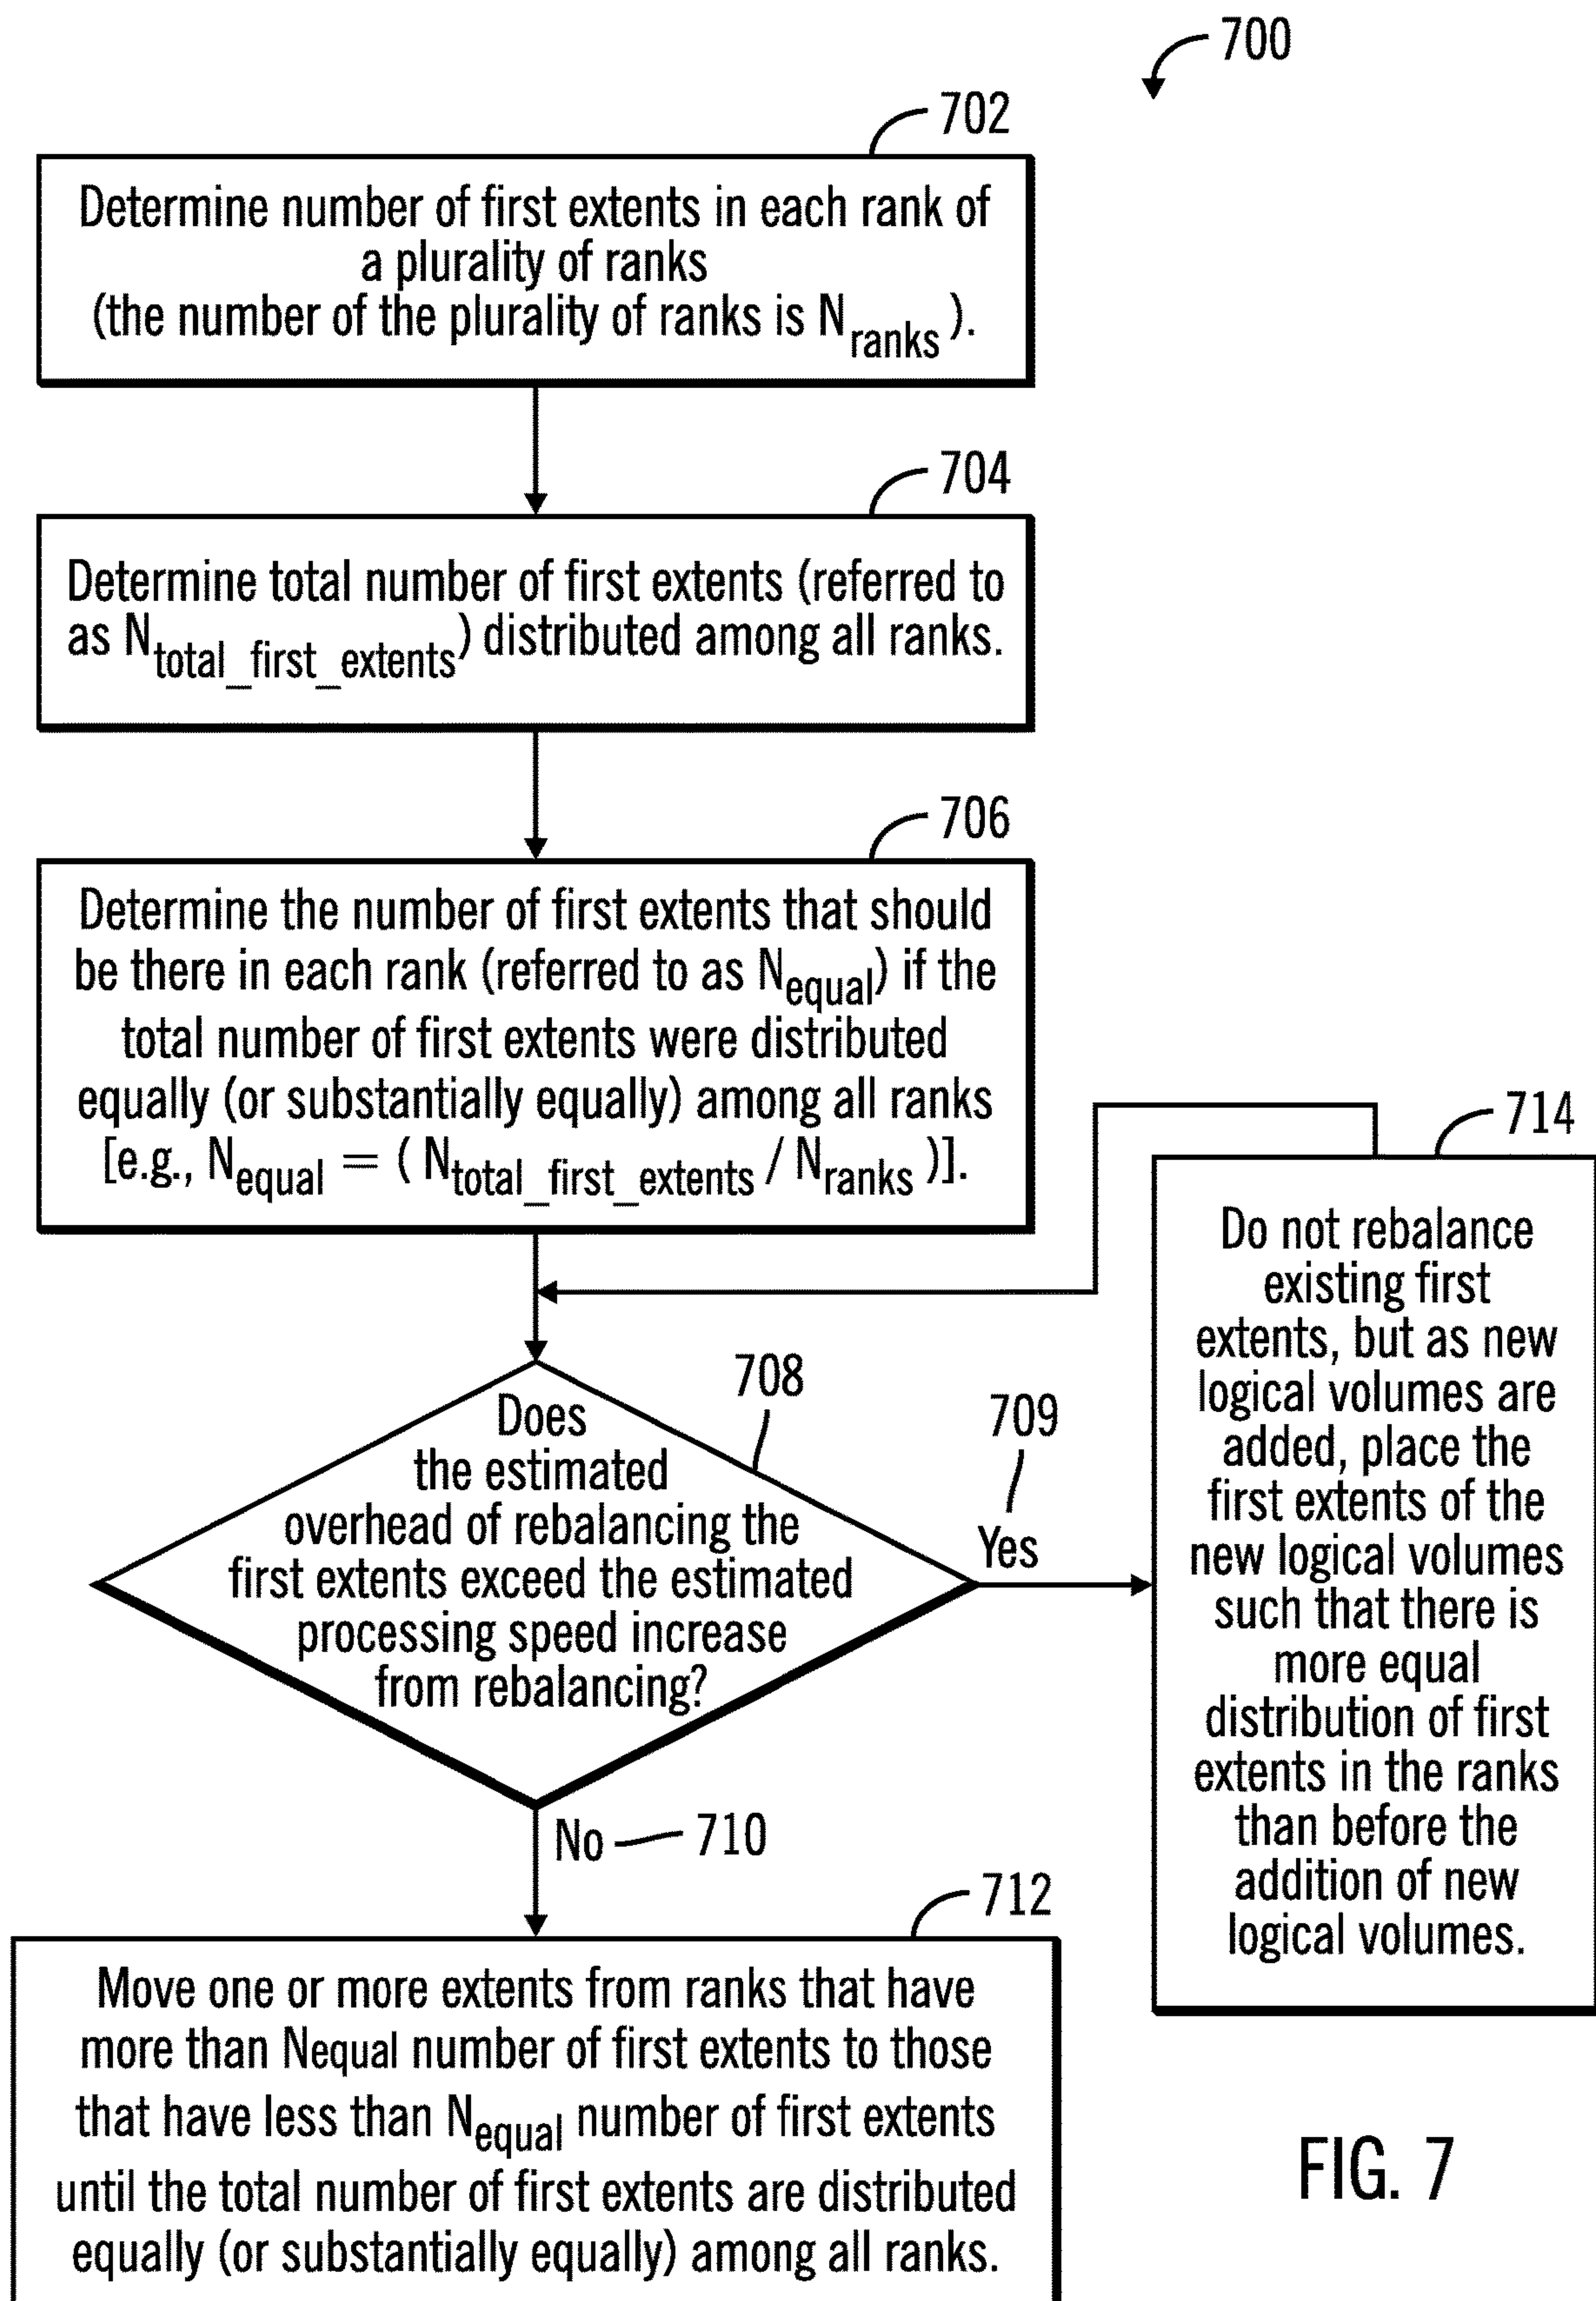 700
702
Determine number of first extents in each rank of
a plurality of ranks
(the number of the plurality of ranks is N_ranks ).
704
Determine total number of first extents (referred to
as N_total_first_extents) distributed among all ranks.
706
Determine the number of first extents that should
be there in each rank (referred to as N_equal) if the
total number of first extents were distributed
equally (or substantially equally) among all ranks
[e.g., N_equal = ( N_total_first_extents / N_ranks )].
708
Does
the estimated
overhead of rebalancing the
first extents exceed the estimated
processing speed increase
from rebalancing?
709
Yes
714
Do not rebalance
existing first
extents, but as new
logical volumes are
added, place the
first extents of the
new logical volumes
such that there is
more equal
distribution of first
extents in the ranks
than before the
addition of new
logical volumes.
No 710
712
Move one or more extents from ranks that have
more than Nequal number of first extents to those
that have less than N_equal number of first extents
until the total number of first extents are distributed
equally (or substantially equally) among all ranks.
FIG. 7